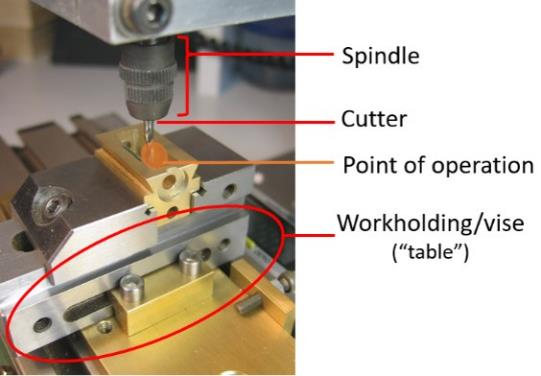 Spindle
Cutter
Point of operation
Workholding/vise
(“table”)